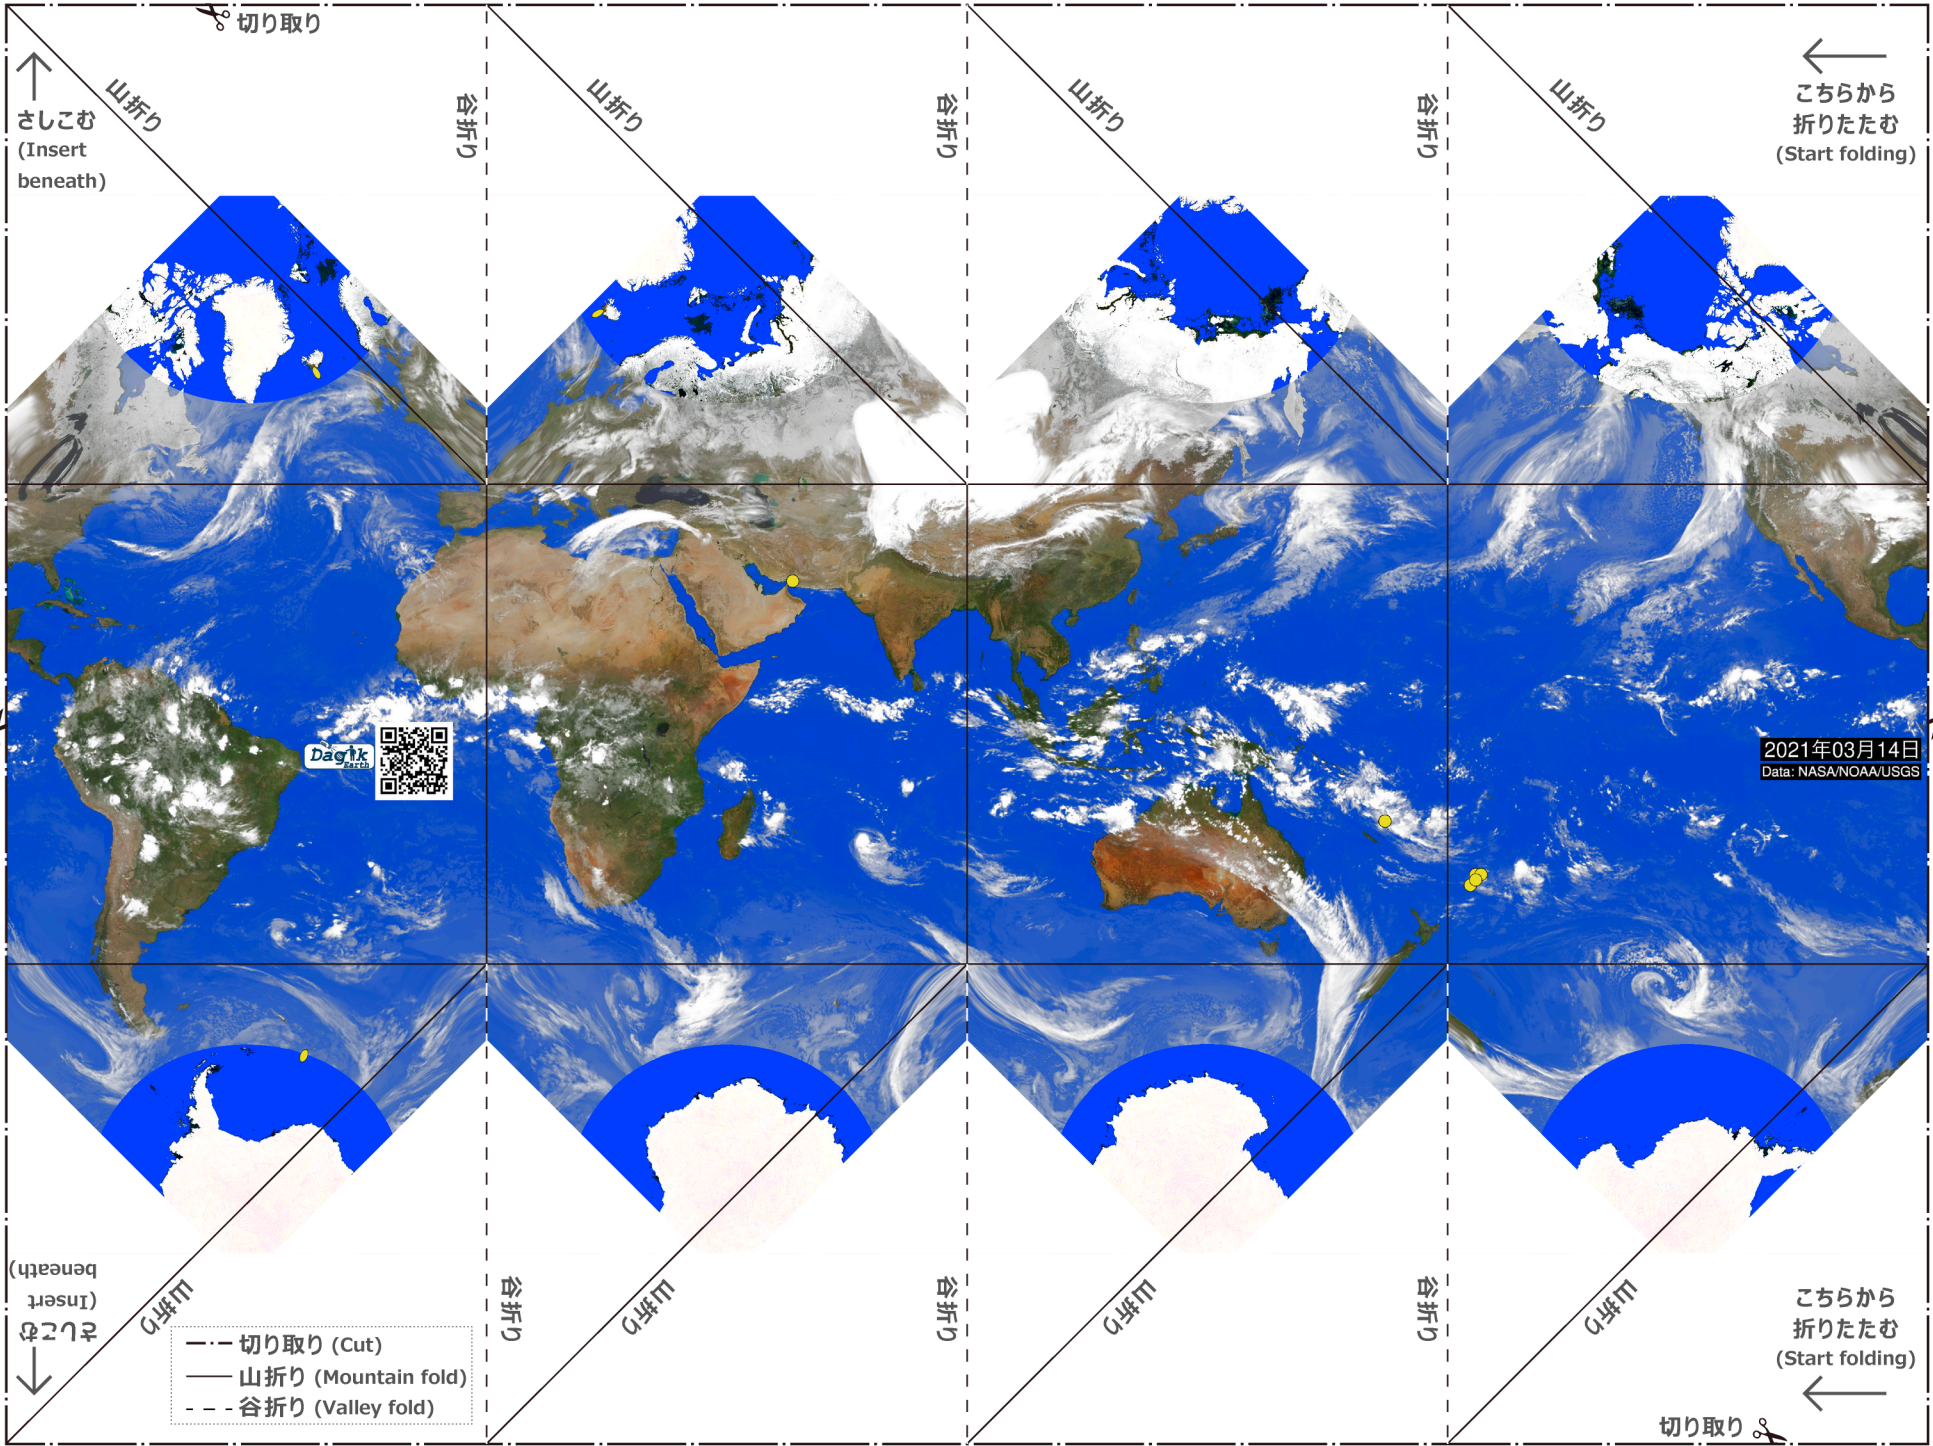 切り取り
山折り
谷折り
山折り
谷折り
山折り
谷折り
山折り
こちらから
折りたたむ
(Start folding)
さしこむ
(Insert
beneath)
Dagik
Earth
2021年03月14日
Data: NASA/NOAA/USGS
さしこむ
(Insert
beneath)
山折り
谷折り
山折り
谷折り
山折り
谷折り
山折り
こちらから
折りたたむ
(Start folding)
切り取り (Cut)
山折り (Mountain fold)
谷折り (Valley fold)
切り取り